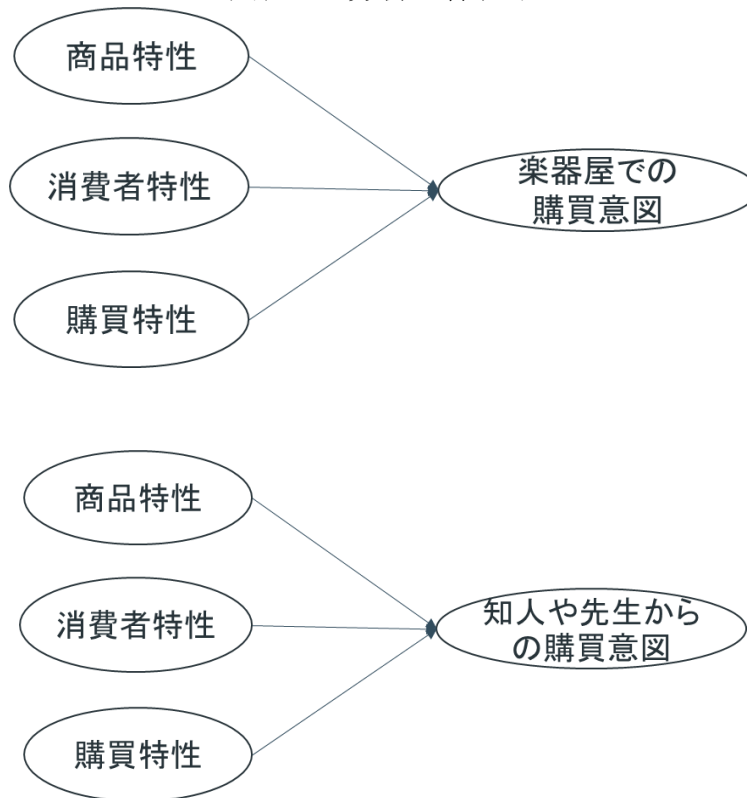 商品特性
消費者特性
購買特性
楽器屋での
購買意図
商品特性
消費者特性
購買特性
知人や先生から
の購買意図